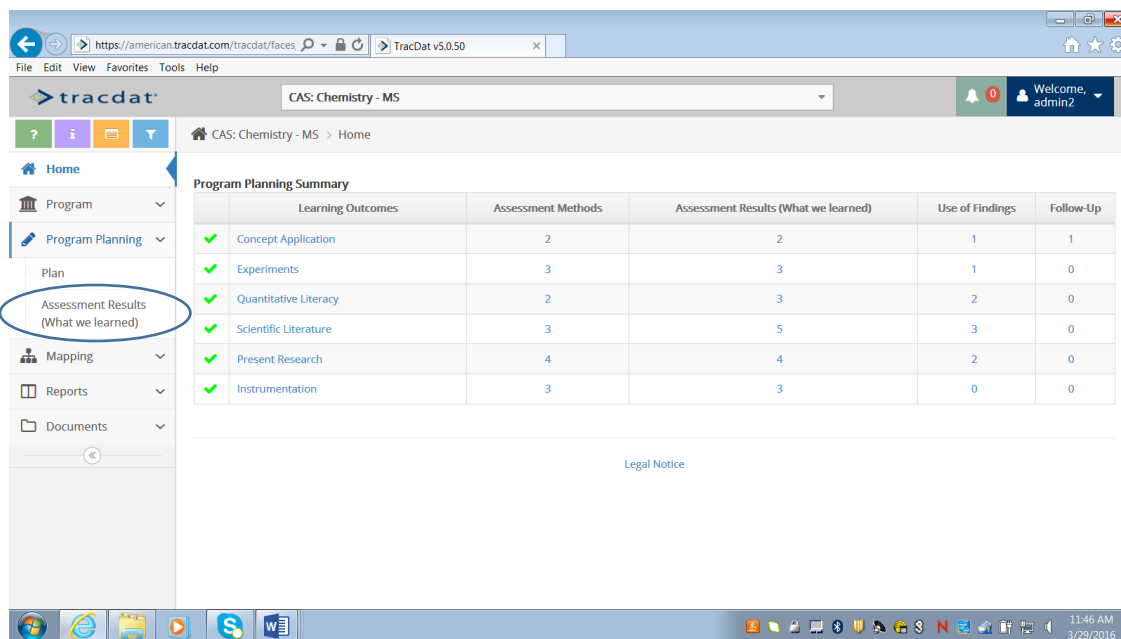 https://american.tracdat.com/tracdat/faces
TracDat v5.0.50
File Edit View Favorites Tools Help
tracdat
CAS: Chemistry - MS
0
Welcome, admin2
? i
CAS: Chemistry - MS > Home
Home
Program
Program Planning
Plan
Assessment Results
(What we learned)
Mapping
Reports
Documents
Program Planning Summary
Learning Outcomes Assessment Methods Assessment Results (What we learned) Use of Findings Follow-Up
Concept Application 2 2 1 1
Experiments 3 3 1 0
Quantitative Literacy 2 3 2 0
Scientific Literature 3 5 3 0
Present Research 4 4 2 0
Instrumentation 3 3 0 0
Legal Notice
11:46 AM
3/29/2016